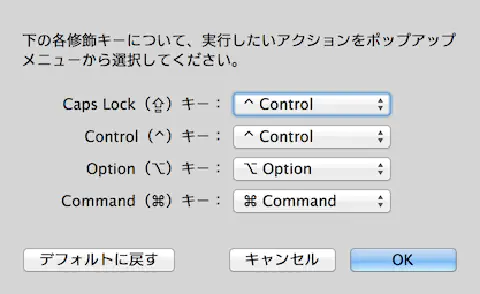 下の各修飾キーについて、実行したいアクションをポップアップ
メニューから選択してください。
Caps Lock（⇪）キー： ^ Control
Control（^）キー： ^ Control
Option（⌥）キー： ⌥ Option
Command（⌘）キー： ⌘ Command
デフォルトに戻す キャンセル OK